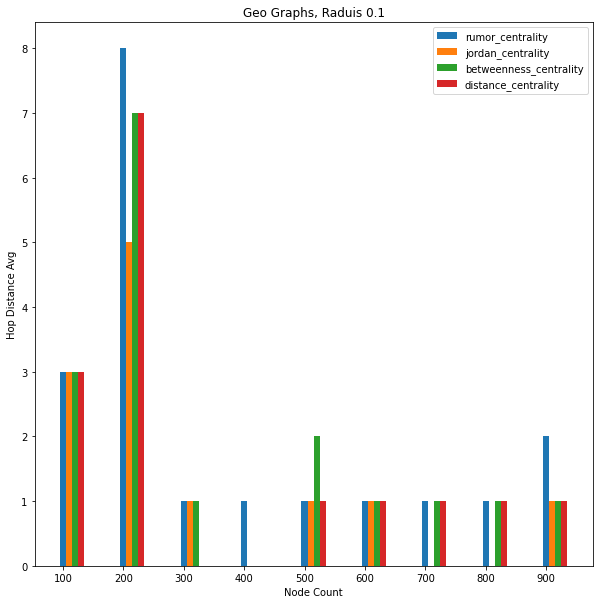 Geo Graphs, Raduis 0.1
rumor_centrality
jordan_centrality
betweenness_centrality
distance_centrality
Hop Distance Avg
8
7
6
5
4
3
2
1
0
100 200 300 400 500 600 700 800 900
Node Count